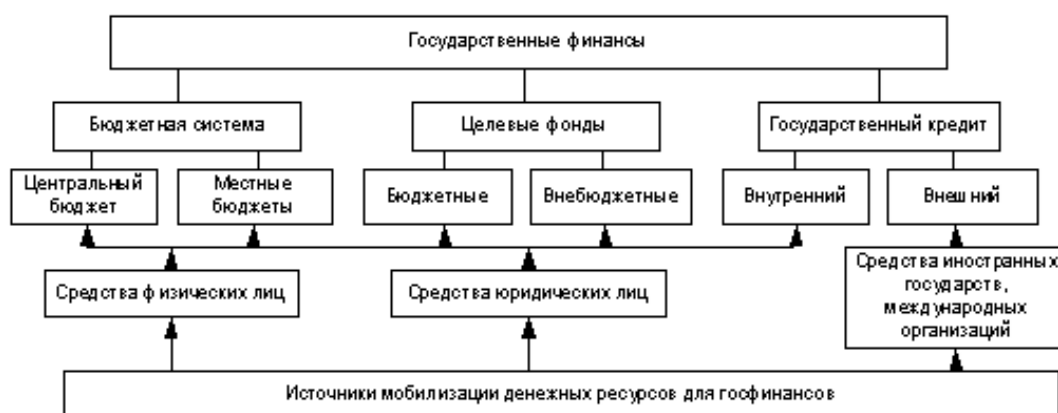 Государственные финансы
Бюджетная система
Целевые фонды
Государственный кредит
Центральный
бюджет
Местные
бюджеты
Бюджетные
Внебюджетные
Внутренний
Внешний
Средства физических лиц
Средства юридических лиц
Средства иностранных
государств,
международных
организаций
Источники мобилизации денежных ресурсов для госфинансов